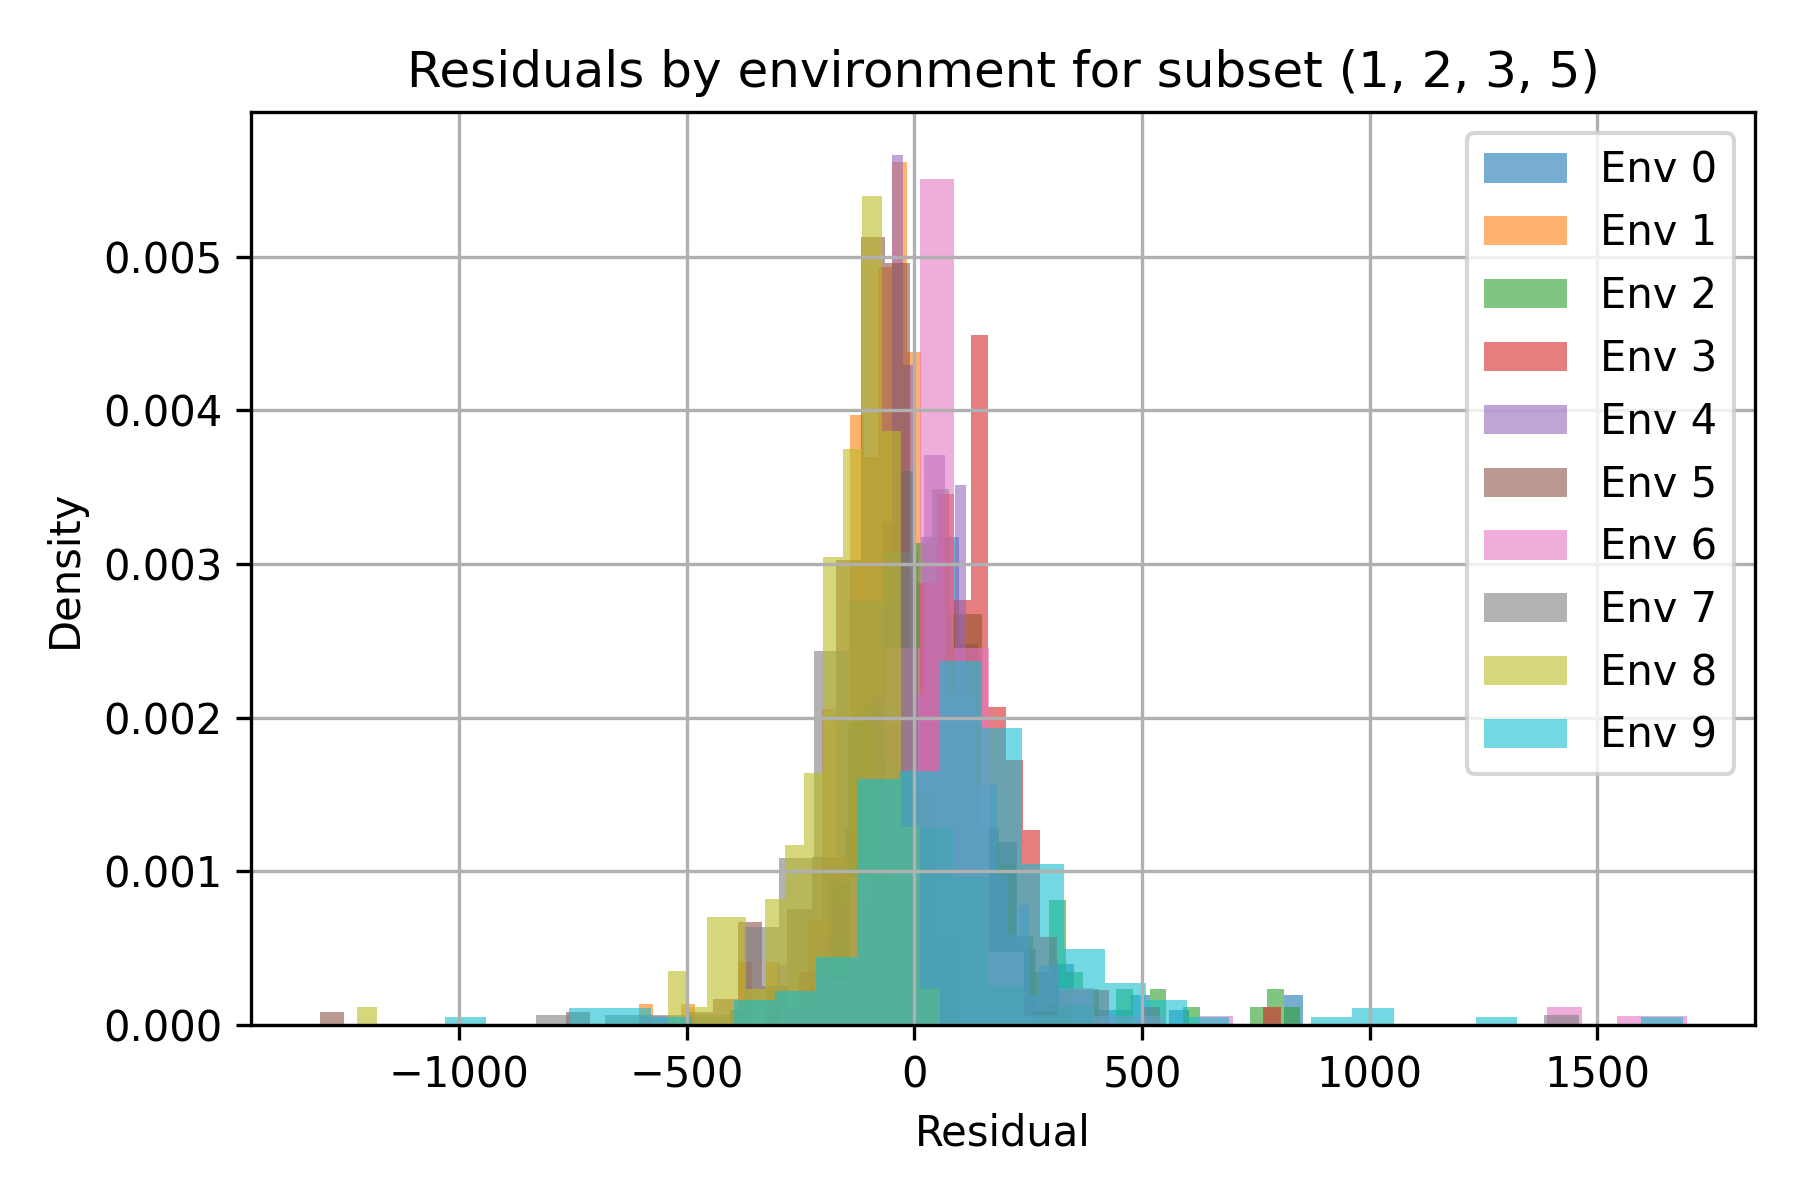 Residuals by environment for subset (1, 2, 3, 5)
Density
0.005
0.004
0.003
0.002
0.001
0.000
−1000
−500
0
500
1000
1500
Residual
Env 0
Env 1
Env 2
Env 3
Env 4
Env 5
Env 6
Env 7
Env 8
Env 9